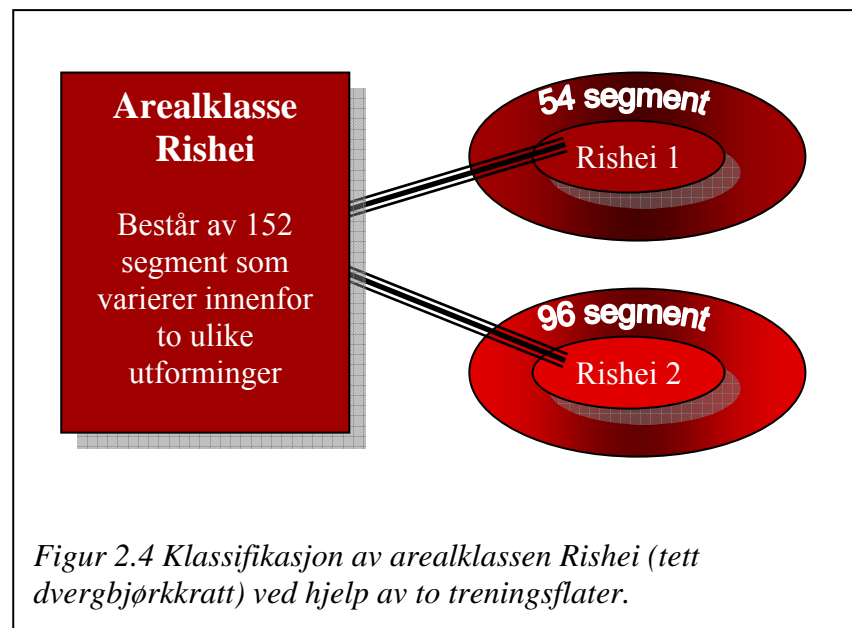 Arealklasse
Rishei
Består av 152
segment som
varierer innenfor
to ulike
utforminger
54 segment
Rishei 1
96 segment
Rishei 2
Figur 2.4 Klassifikasjon av arealklassen Rishei (tett
dvergbjørkkratt) ved hjelp av to treningsflater.